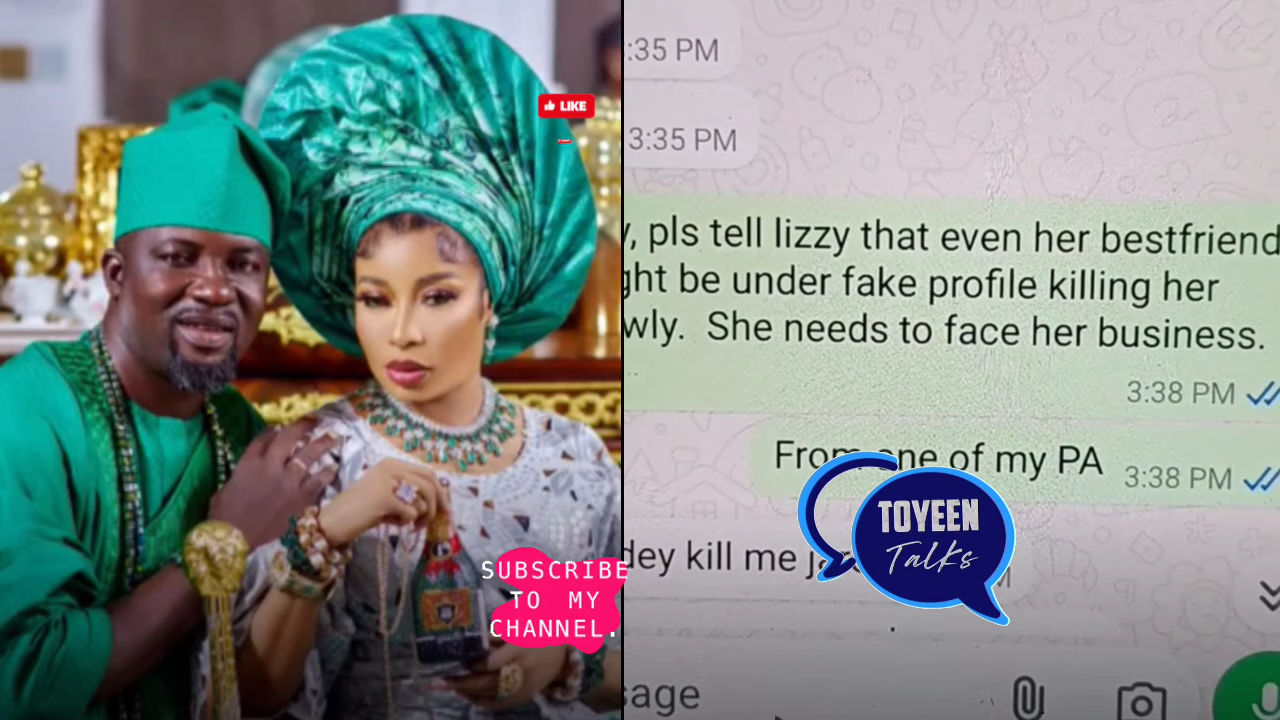 LIKE
SUBSCRIBE
TO MY
CHANNEL.
:35 PM
3:35 PM
, pls tell lizzy that even her bestfriend
ght be under fake profile killing her
wly. She needs to face her business.
3:38 PM
From one of my PA
3:38 PM
dey kill me
TOYEEN
Talks
sage